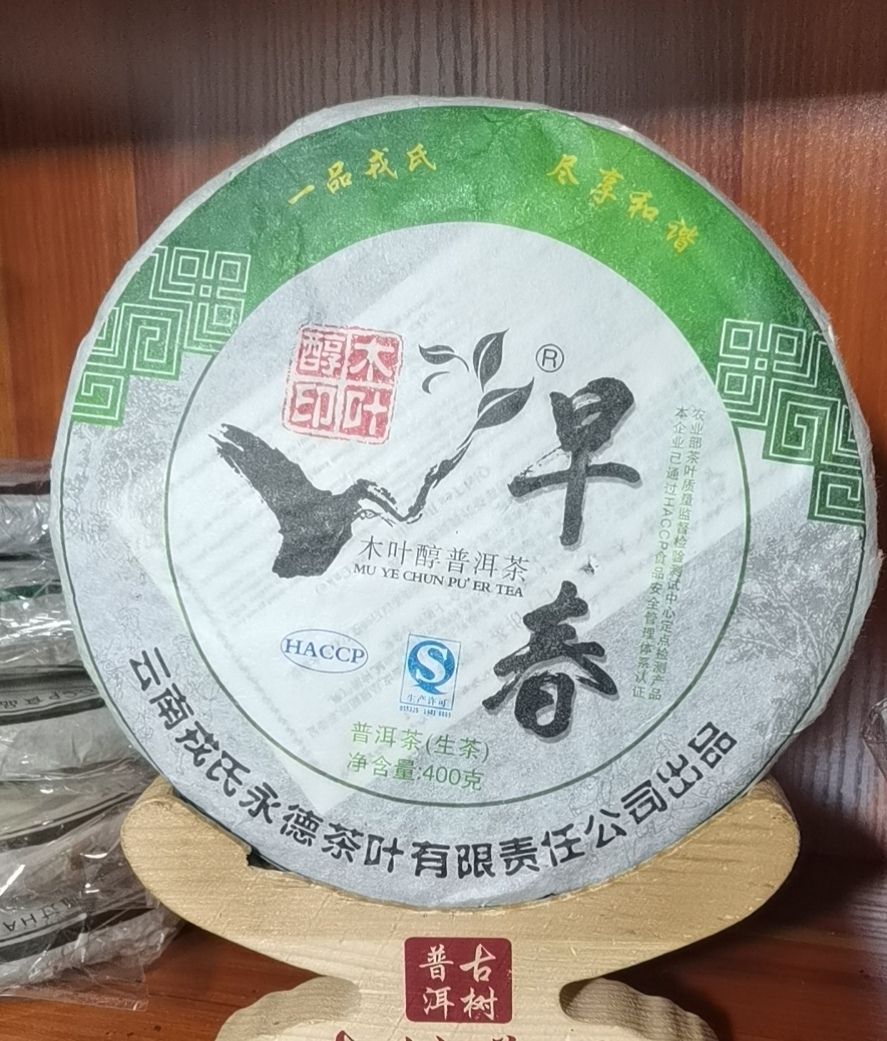 一品戎氏 尽享和谐
木叶醇印
®
早春
农业部茶叶质量监督检验测试中心定点检测产品
本企业已通过HACCP食品安全管理体系认证
木叶醇普洱茶
MU YE CHUN PU'ER TEA
HACCP
S
生产许可
普洱茶(生茶)
净含量:400克
云南戎氏永德茶叶有限责任公司出品
古树普洱